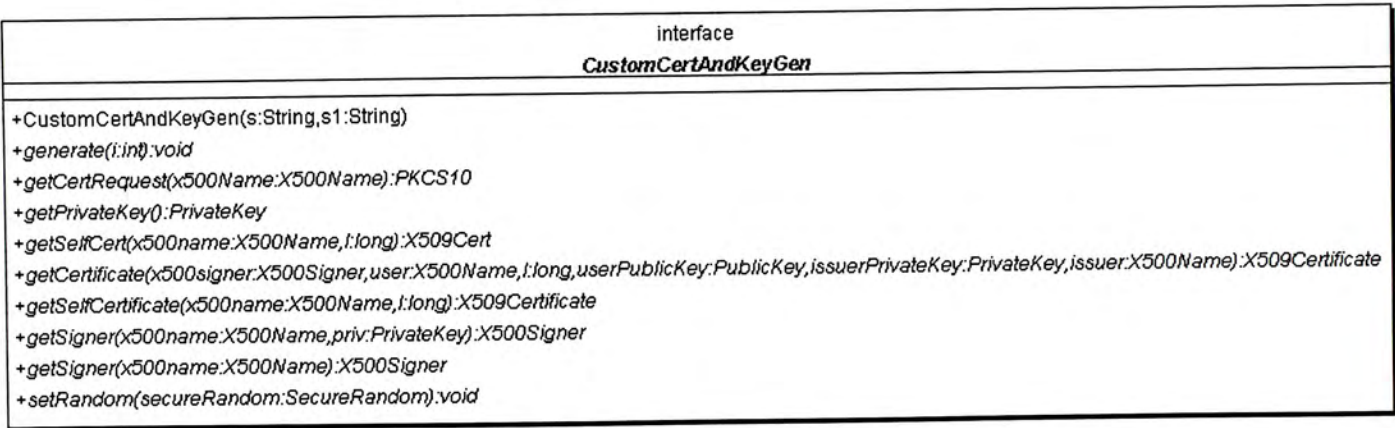 interface
CustomCertAndKeyGen
+CustomCertAndKeyGen(s:String,s1:String)
+generate(i:int):void
+getCertRequest(x500Name:X500Name):PKCS10
+getPrivateKey():PrivateKey
+getSelfCert(x500name:X500Name,l:long):X509Cert
+getCertificate(x500signer:X500Signer,user:X500Name,l:long,userPublicKey:PublicKey,issuerPrivateKey:PrivateKey,issuer:X500Name):X509Certificate
+getSelfCertificate(x500name:X500Name,l:long):X509Certificate
+getSigner(x500name:X500Name,priv:PrivateKey):X500Signer
+getSigner(x500name:X500Name):X500Signer
+setRandom(secureRandom:SecureRandom):void